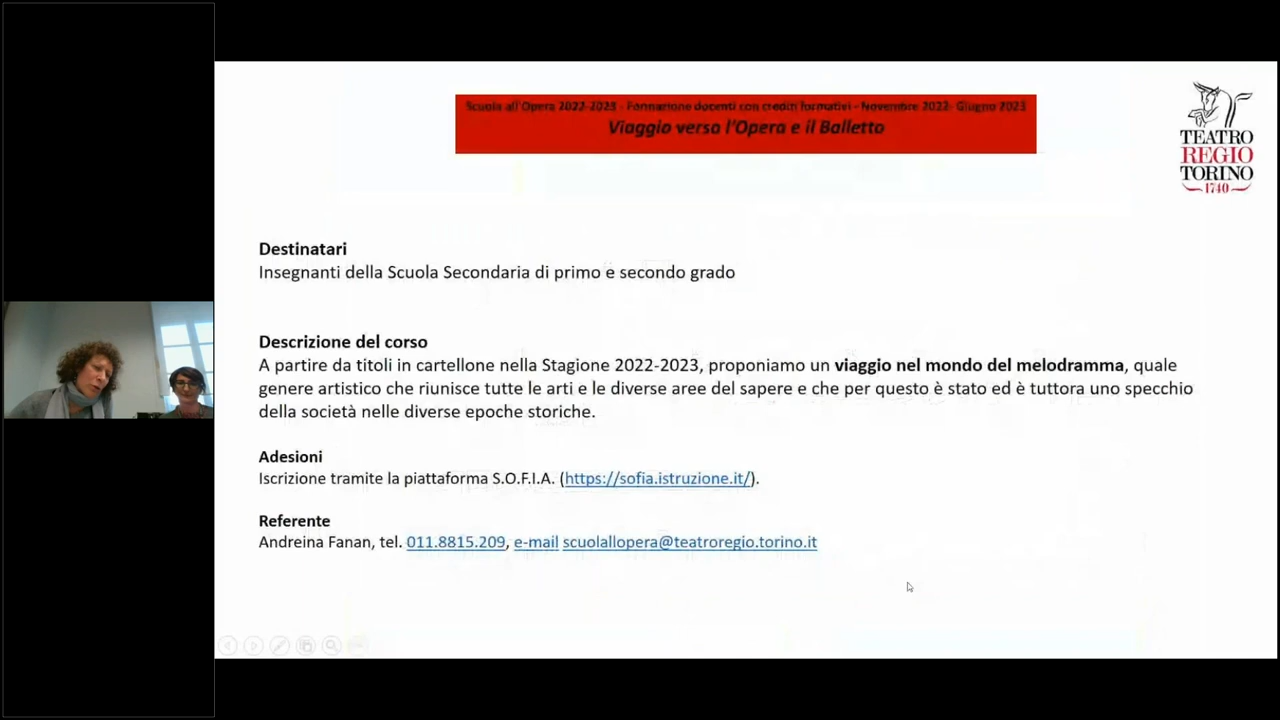 Scuola all'Opera 2022-2023 - Formazione docenti con crediti formativi - Novembre 2022- Giugno 2023
Viaggio verso l'Opera e il Balletto
TEATRO
REGIO
TORINO
1740
Destinatari
Insegnanti della Scuola Secondaria di primo e secondo grado
Descrizione del corso
A partire da titoli in cartellone nella Stagione 2022-2023, proponiamo un viaggio nel mondo del melodramma, quale
genere artistico che riunisce tutte le arti e le diverse aree del sapere e che per questo è stato ed è tuttora uno specchio
della società nelle diverse epoche storiche.
Adesioni
Iscrizione tramite la piattaforma S.O.F.I.A. (https://sofia.istruzione.it/).
Referente
Andreina Fanan, tel. 011.8815.209, e-mail scuolallopera@teatroregio.torino.it